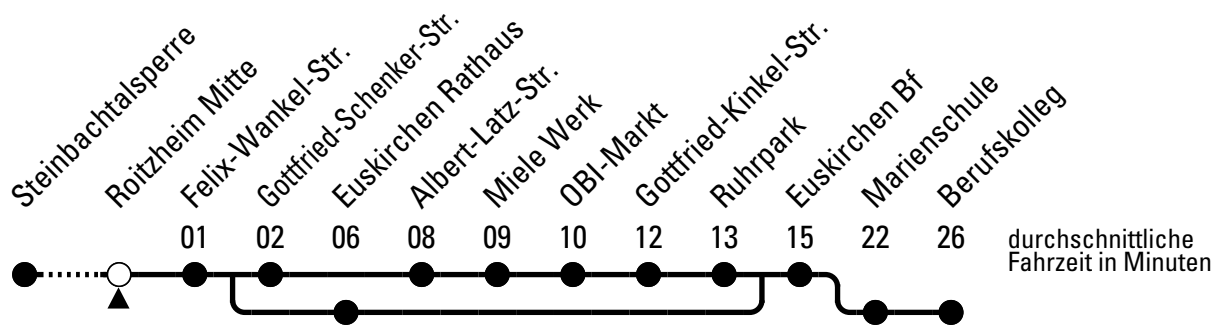 Steinbachtalsperre
Roitzheim Mitte
Felix-Wankel-Str.
Gottfried-Schenker-Str.
Euskirchen Rathaus
Albert-Latz-Str.
Miele Werk
OBI-Markt
Gottfried-Kinkel-Str.
Ruhrpark
Euskirchen Bf
Marienschule
Berufskolleg
01 02 06 08 09 10 12 13 15 22 26
durchschnittliche
Fahrzeit in Minuten